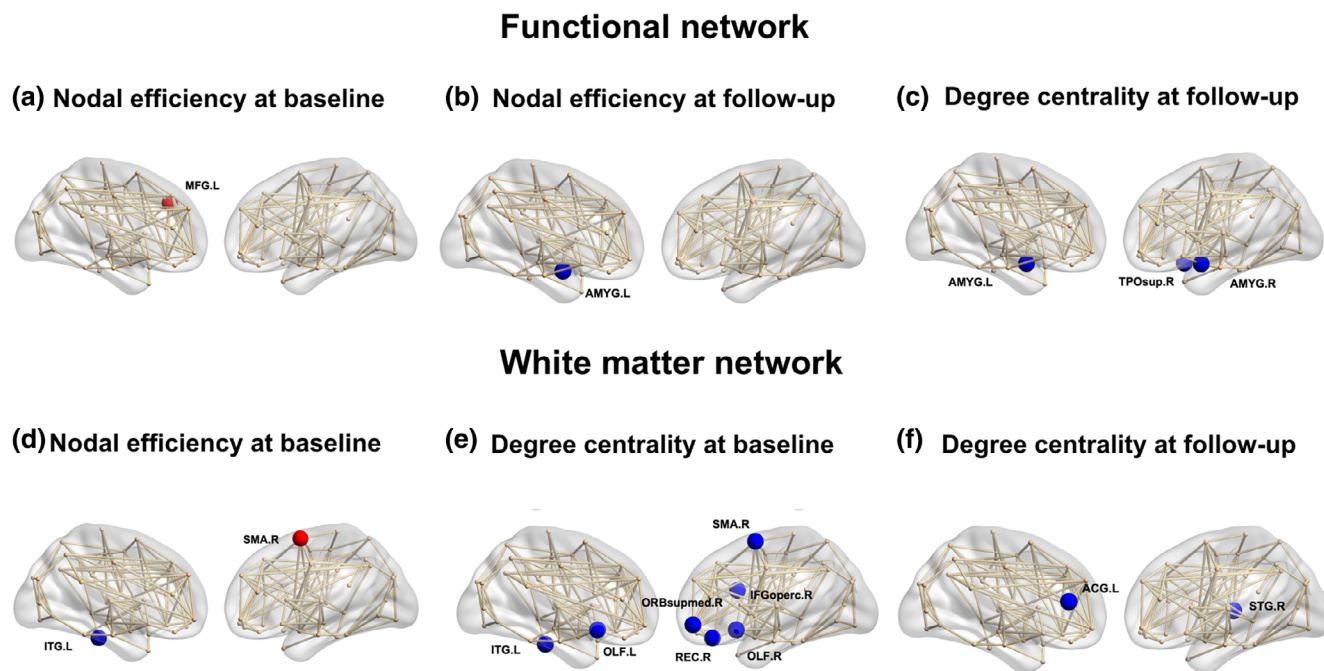 Functional network
(a) Nodal efficiency at baseline
(b) Nodal efficiency at follow-up
(c) Degree centrality at follow-up
MFG.L
AMYG.L
AMYG.L
TPOsup.R
AMYG.R
White matter network
(d) Nodal efficiency at baseline
(e) Degree centrality at baseline
(f) Degree centrality at follow-up
SMA.R
ITG.L
SMA.R
IFGoperc.R
ORBsupmed.R
ITG.L
OLF.L
REC.R
OLF.R
ACG.L
STG.R